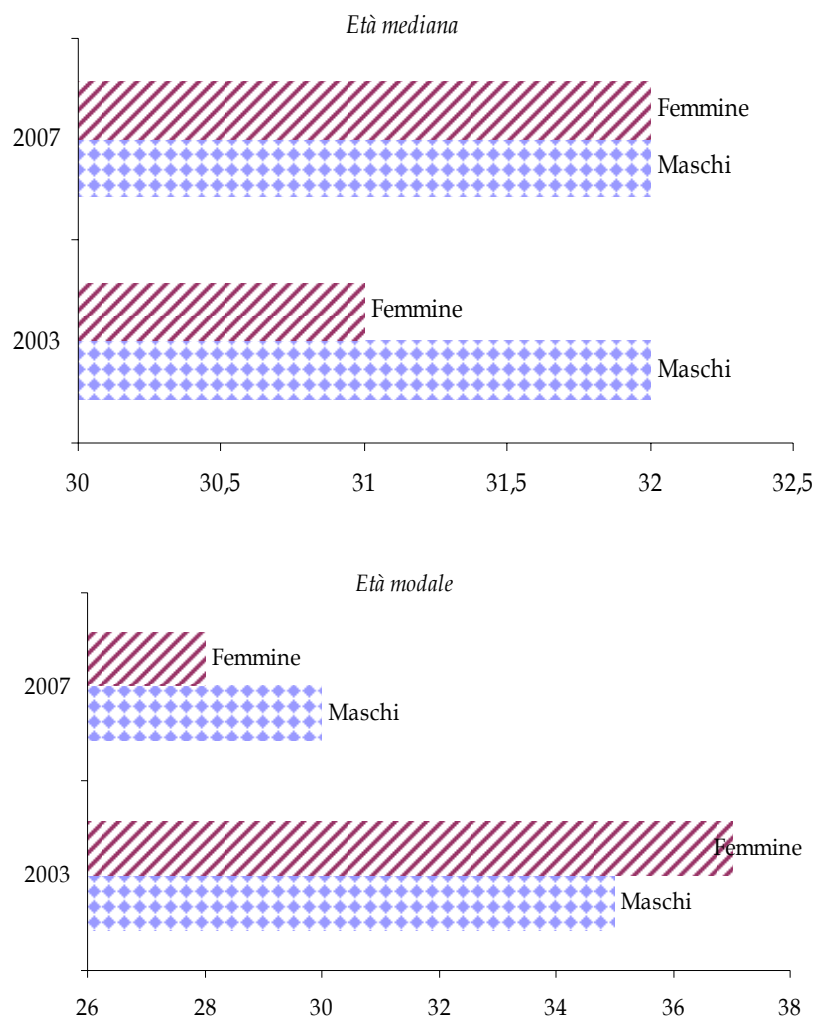 Età mediana
Femmine
2007
Maschi
Femmine
2003
Maschi
30 30,5 31 31,5 32 32,5
Età modale
Femmine
2007
Maschi
Femmine
2003
Maschi
26 28 30 32 34 36 38